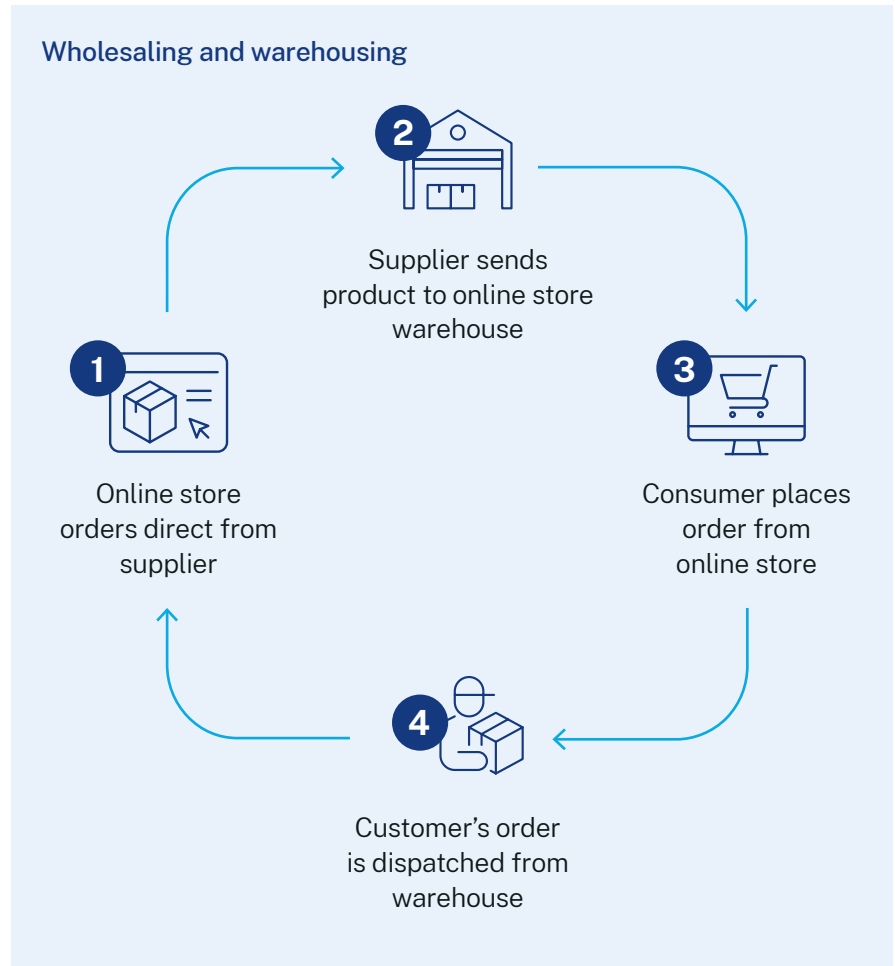 Wholesaling and warehousing
1
Online store
orders direct from
supplier
2
Supplier sends
product to online store
warehouse
3
Consumer places
order from
online store
4
Customer’s order
is dispatched from
warehouse